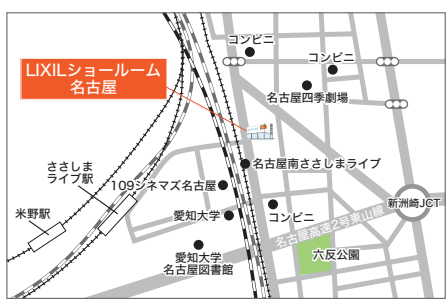 コンビニ
コンビニ
LIXILショールーム
名古屋
名古屋四季劇場
ささしま
ライブ駅
名古屋南ささしまライブ
109シネマズ名古屋
米野駅
愛知大学
コンビニ
新洲崎JCT
名古屋高速2号東山線
愛知大学
名古屋図書館
六反公園